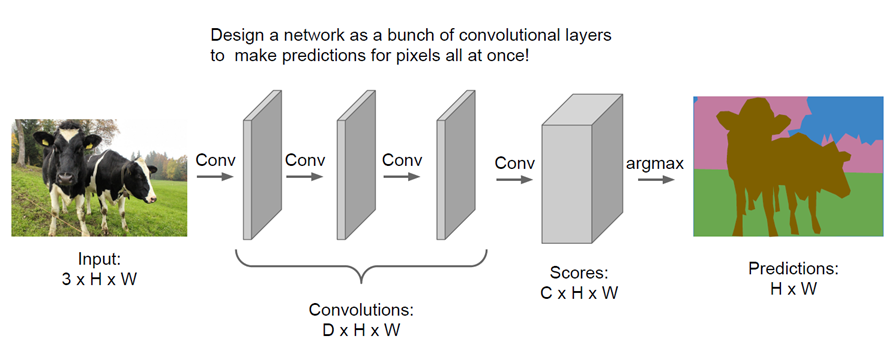 Design a network as a bunch of convolutional layers
to make predictions for pixels all at once!
Conv
Conv
Conv
Conv
argmax
Input:
3 x H x W
Convolutions:
D x H x W
Scores:
C x H x W
Predictions:
H x W